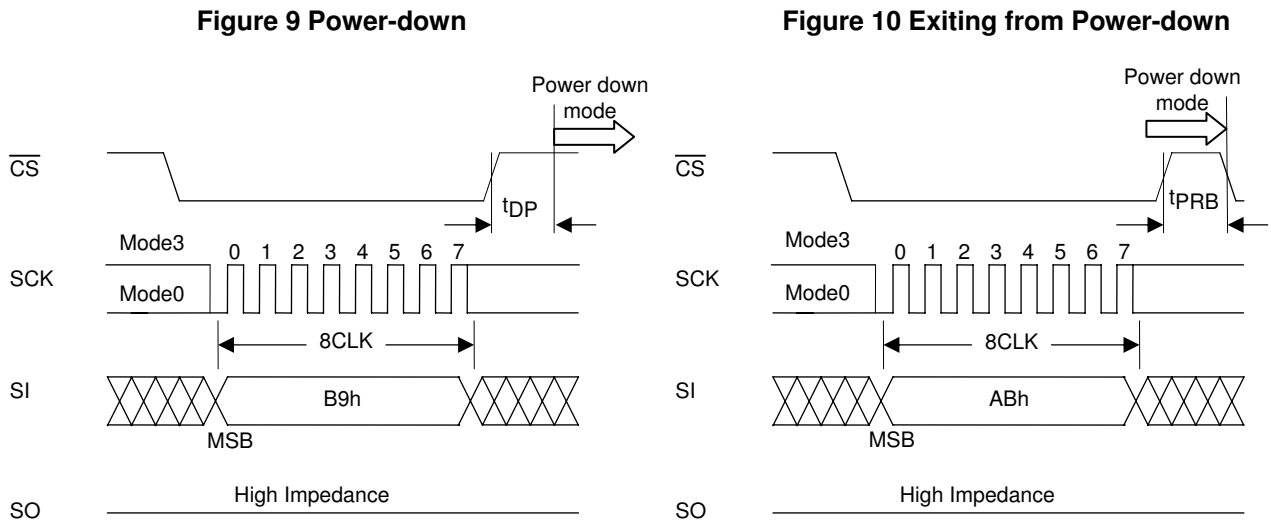 Figure 9 Power-down
Power down
mode
CS
tDP
Mode3
0 1 2 3 4 5 6 7
SCK
Mode0
8CLK
SI
B9h
MSB
High Impedance
SO
Figure 10 Exiting from Power-down
Power down
mode
CS
tPRB
Mode3
0 1 2 3 4 5 6 7
SCK
Mode0
8CLK
SI
ABh
MSB
High Impedance
SO